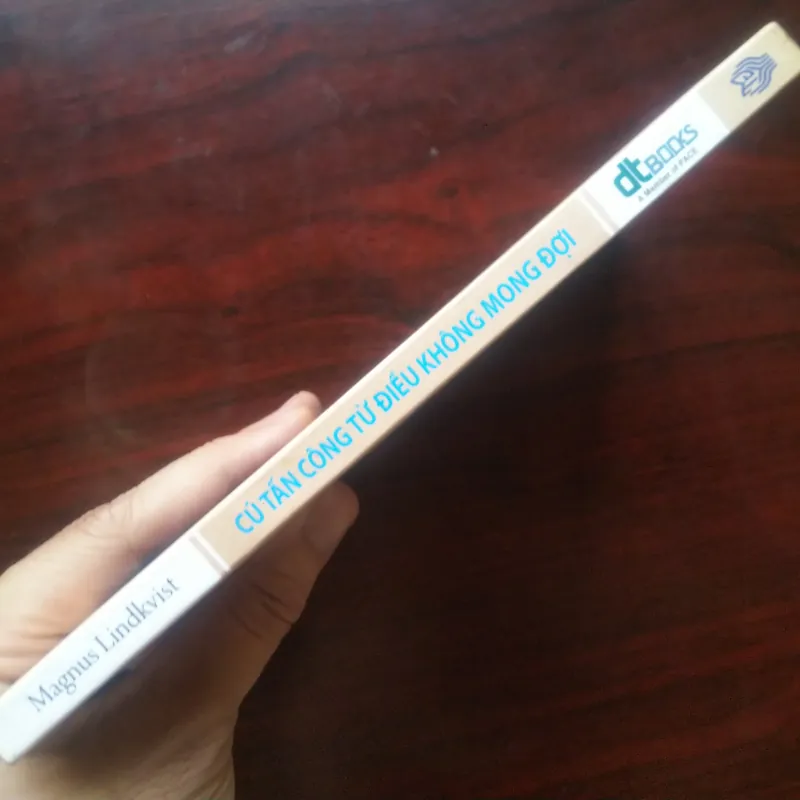 Magnus Lindkvist
CÚ TẤN CÔNG TỪ ĐIỀU KHÔNG MONG ĐỢI
dtBOOKS
A Member of PACE